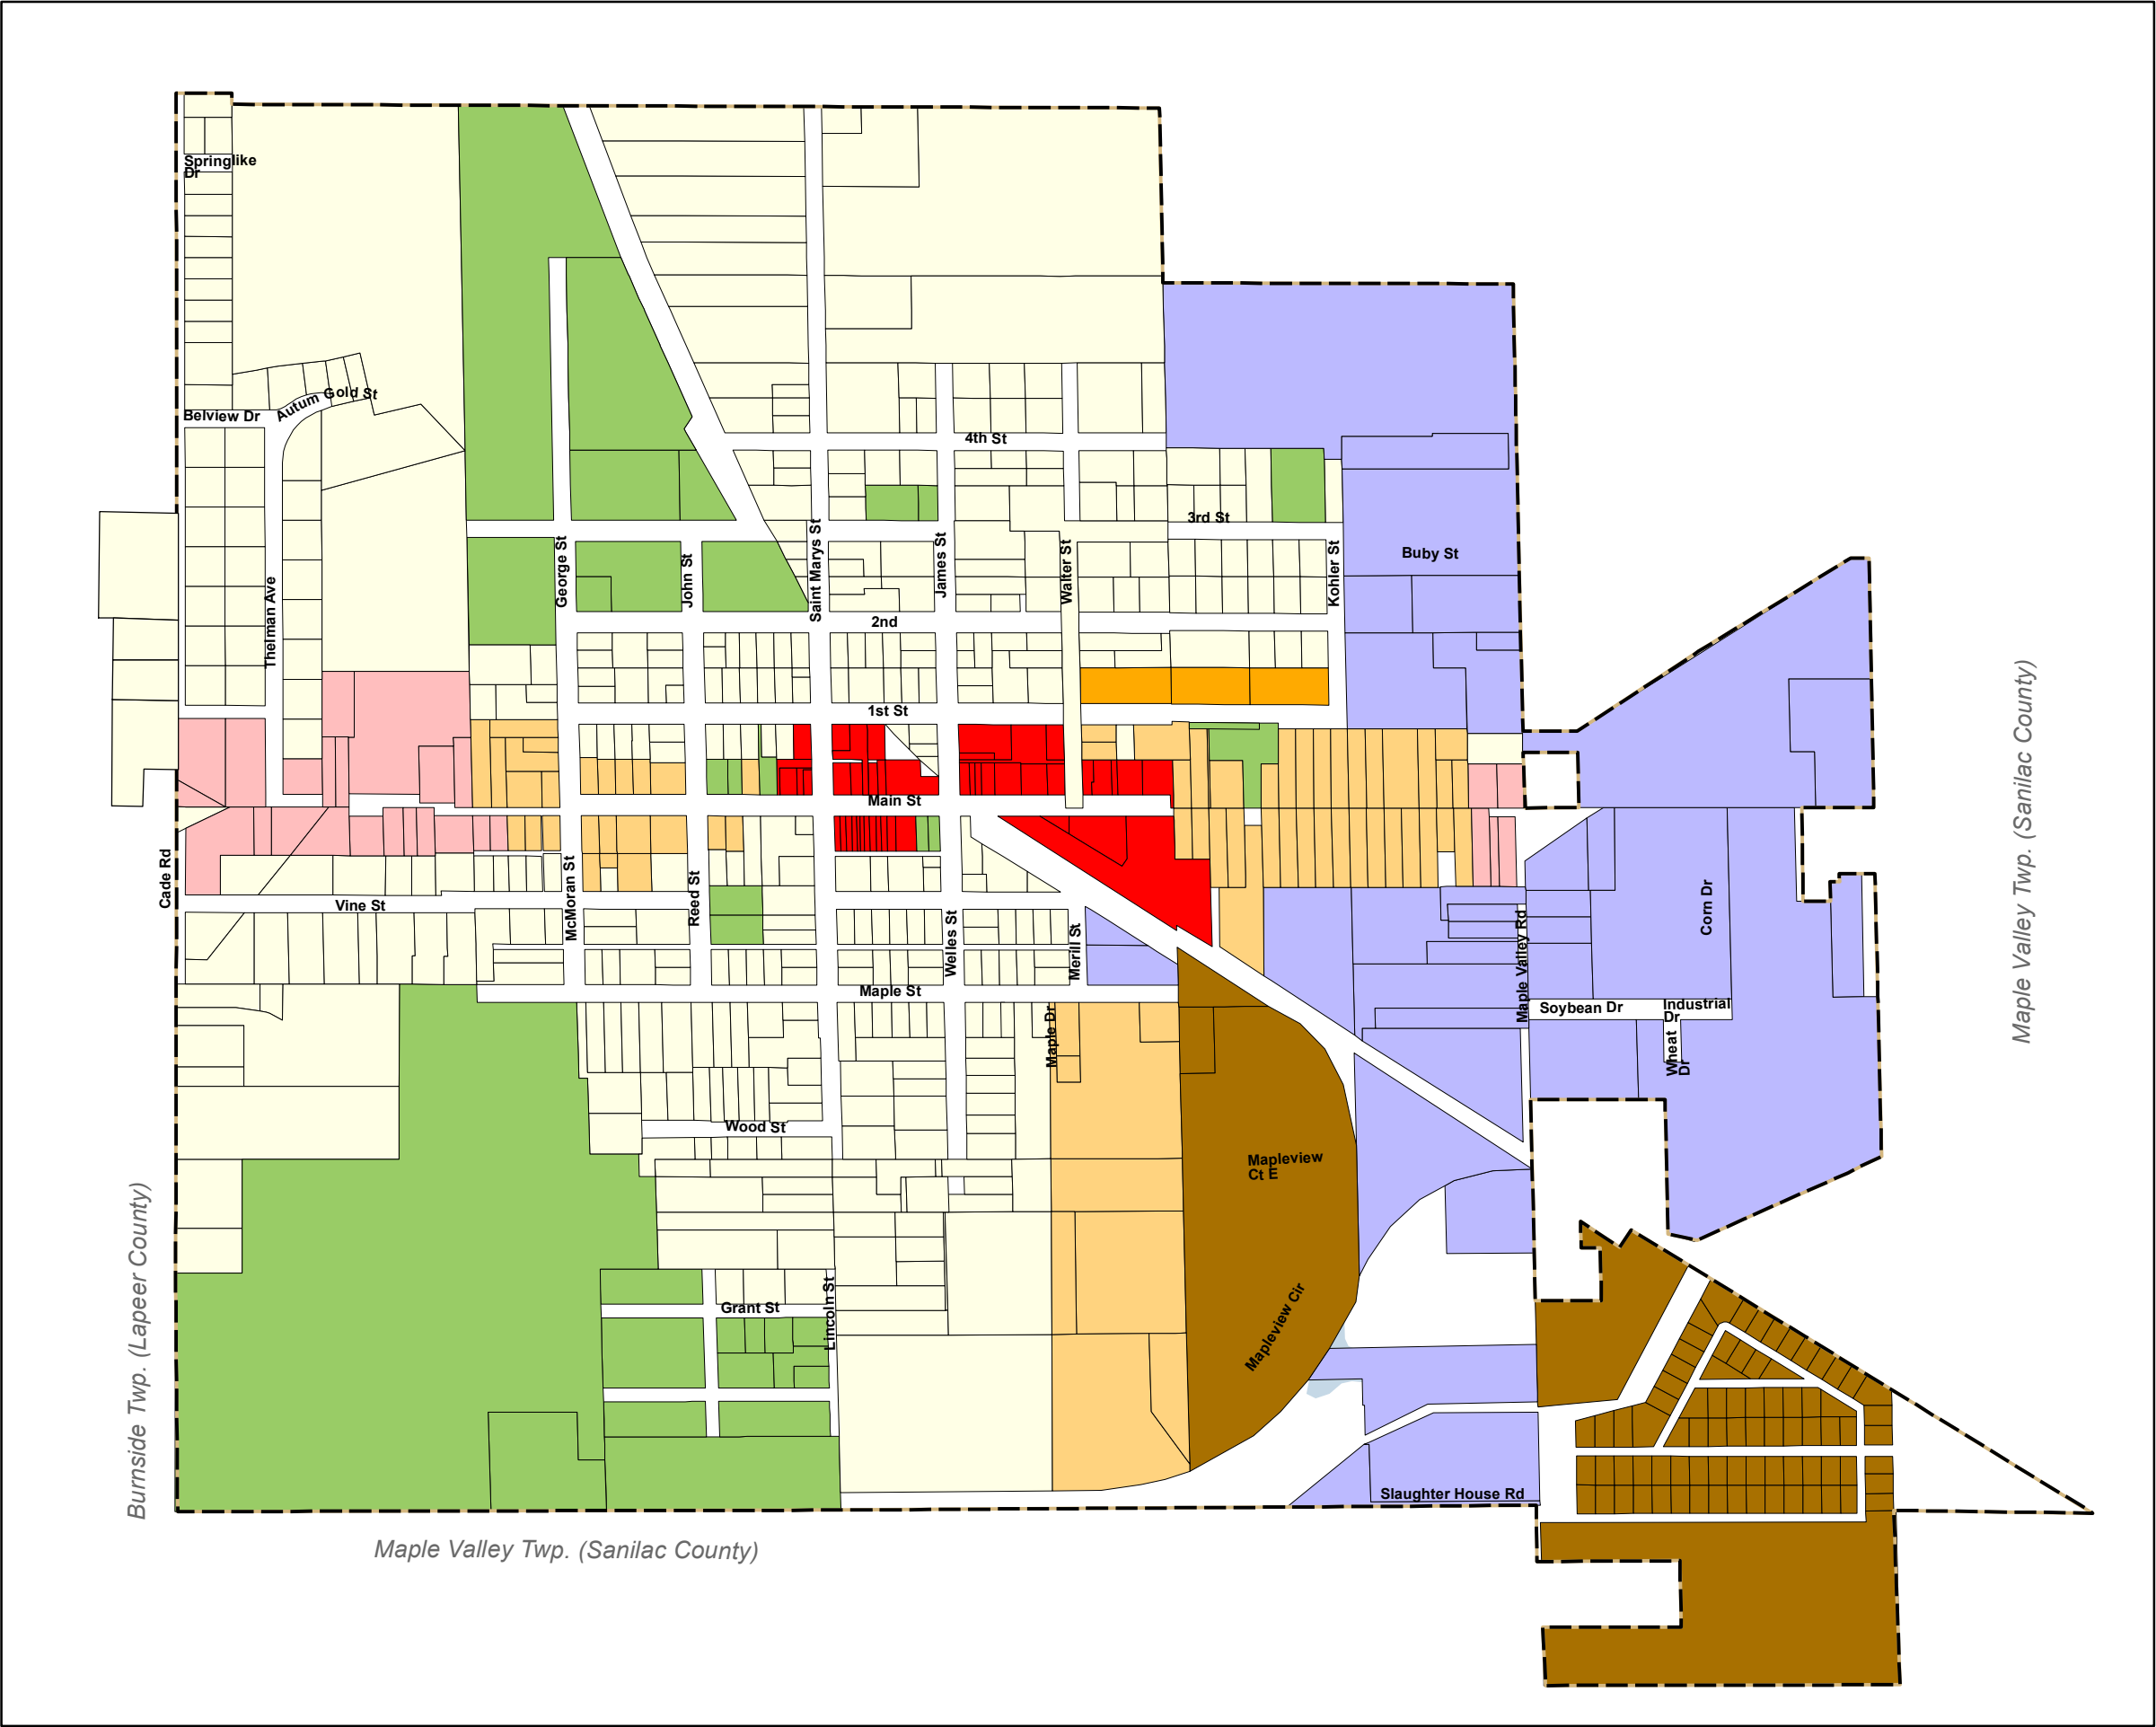 Springlike
Dr
Autum Gold St
Belview Dr
4th St
3rd St
Buby St
George St
John St
Saint Marys St
James St
Walter St
Kohler St
Thelman Ave
2nd
1st St
Main St
Cade Rd
Vine St
McMoran St
Reed St
Welles St
Merill St
Maple Valley Rd
Corn Dr
Maple St
Soybean Dr
Industrial
Dr
Wheat
Dr
Maple Dr
Wood St
Mapleview
Ct E
Mapleview Cir
Grant St
Lincoln St
Slaughter House Rd
Maple Valley Twp. (Sanilac County)
Burnside Twp. (Lapeer County)
Maple Valley Twp. (Sanilac County)